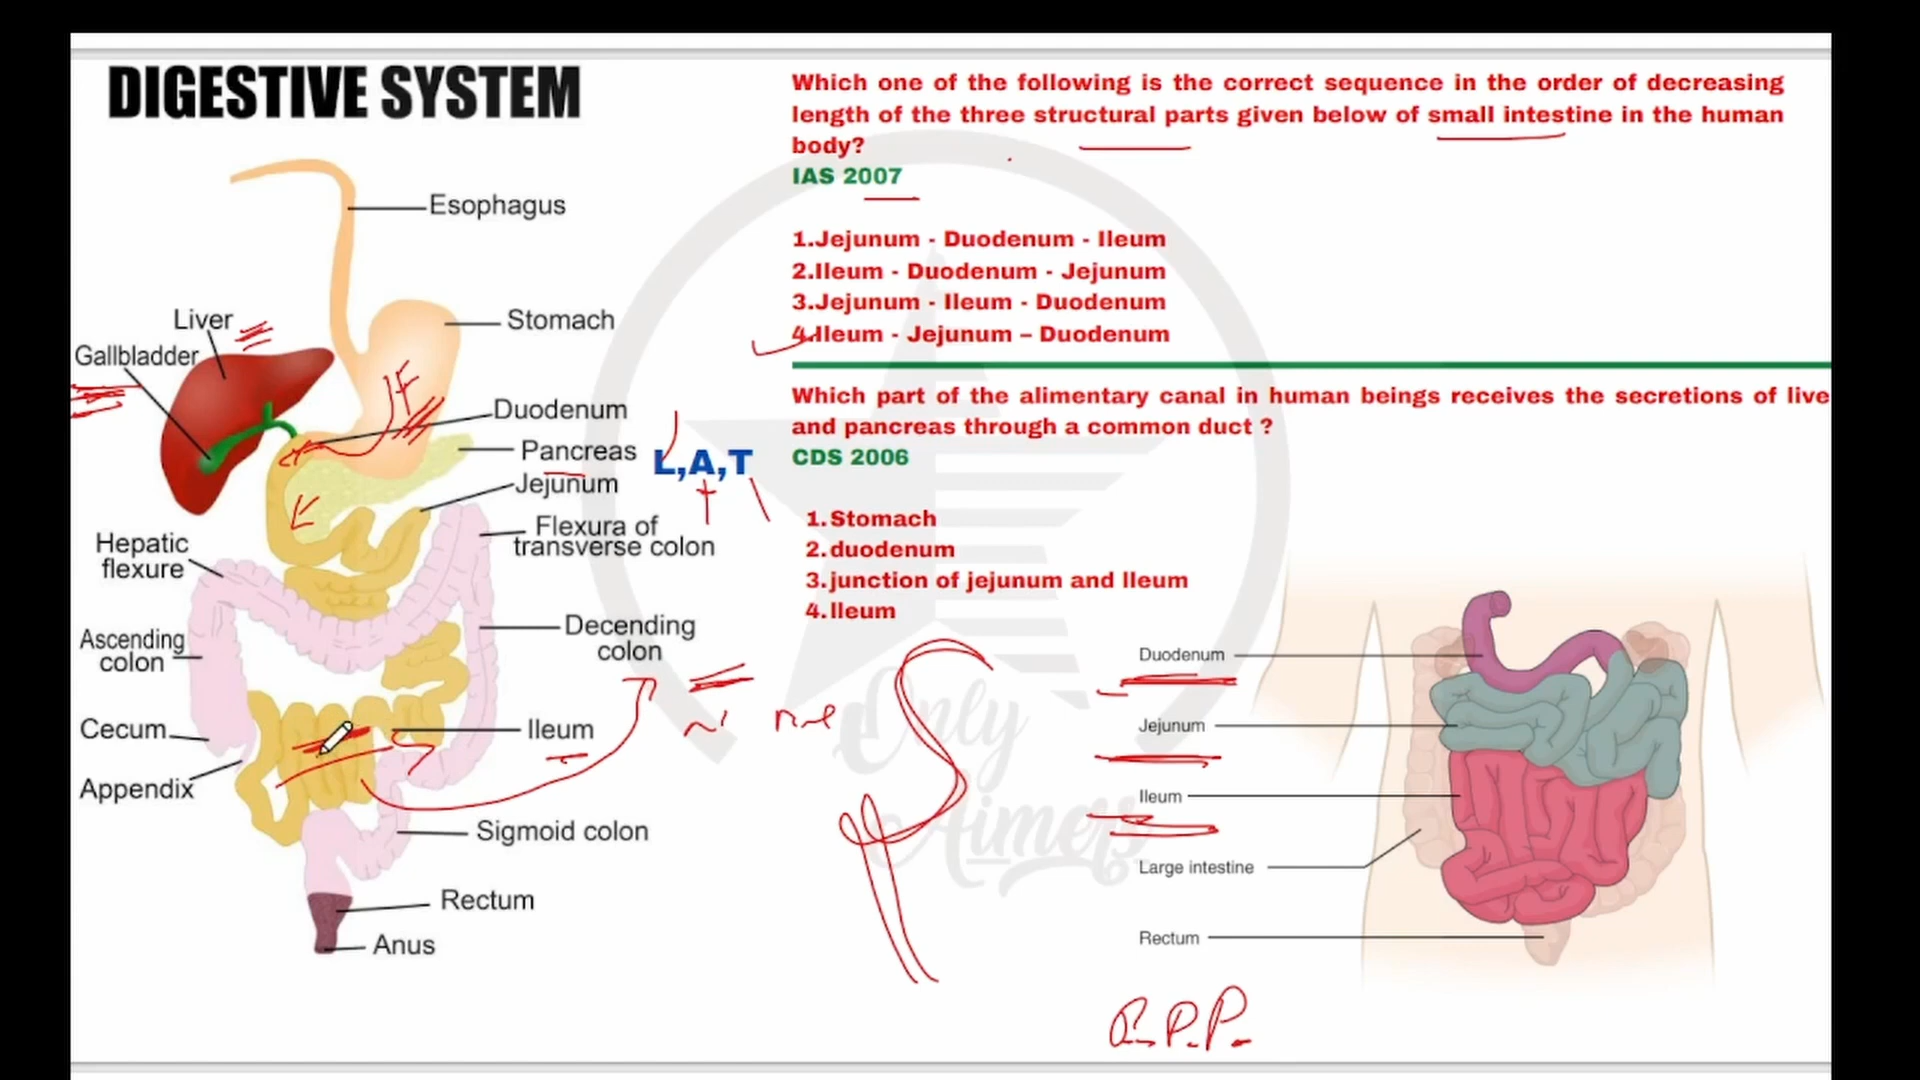 DIGESTIVE SYSTEM
Esophagus
Liver
Stomach
Gallbladder
Duodenum
Pancreas
Jejunum
Flexura of
transverse colon
Hepatic
flexure
Ascending
colon
Decending
colon
Cecum
Ileum
Appendix
Sigmoid colon
Rectum
Anus
L,A,T
Which one of the following is the correct sequence in the order of decreasing
length of the three structural parts given below of small intestine in the human
body?
IAS 2007
1.Jejunum - Duodenum - Ileum
2.Ileum - Duodenum - Jejunum
3.Jejunum - Ileum - Duodenum
4.Ileum - Jejunum – Duodenum
Which part of the alimentary canal in human beings receives the secretions of live
and pancreas through a common duct ?
CDS 2006
1.Stomach
2.duodenum
3.junction of jejunum and Ileum
4.Ileum
Only
Aimers
Duodenum
Jejunum
Ileum
Large intestine
Rectum